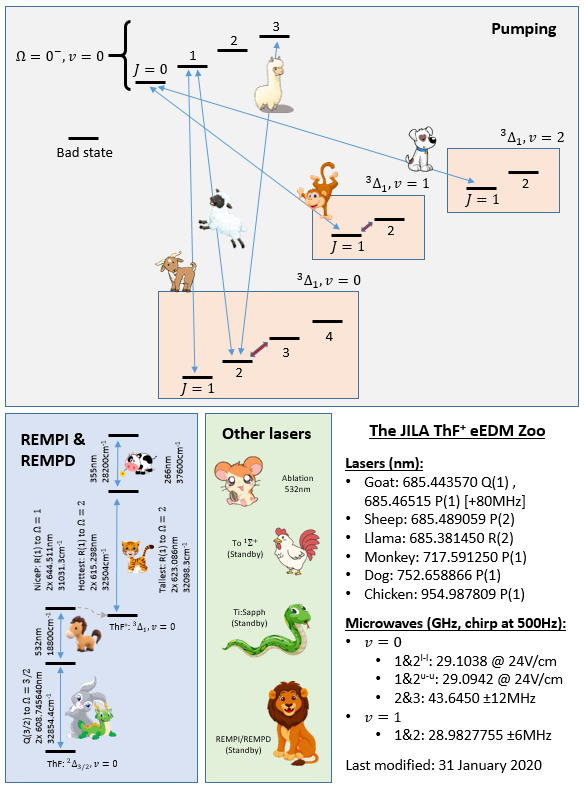 Pumping
Ω = 0⁻, v = 0
J = 0
1
2
3
Bad state
³Δ₁, v = 2
J = 1
2
³Δ₁, v = 1
J = 1
2
³Δ₁, v = 0
J = 1
2
3
4
REMPI &
REMPD
355nm
28200cm⁻¹
266nm
37600cm⁻¹
NiceP: R(1) to Ω = 1
2x 644.511nm
31031.3cm⁻¹
Hottest: R(1) to Ω = 2
2x 615.298nm
32504cm⁻¹
Tallest: R(1) to Ω = 2
2x 623.086nm
32098.3cm⁻¹
ThF⁺: ³Δ₁, v = 0
532nm
18800cm⁻¹
Q(3/2) to Ω = 3/2
2x 608.745640nm
32854.4cm⁻¹
ThF: ²Δ₃/₂, v = 0
Other lasers
Ablation
532nm
To ¹Σ⁺
(Standby)
Ti:Sapph
(Standby)
REMPI/REMPD
(Standby)
The JILA ThF⁺ eEDM Zoo
Lasers (nm):
• Goat: 685.443570 Q(1) ,
685.46515 P(1) [+80MHz]
• Sheep: 685.489059 P(2)
• Llama: 685.381450 R(2)
• Monkey: 717.591250 P(1)
• Dog: 752.658866 P(1)
• Chicken: 954.987809 P(1)
Microwaves (GHz, chirp at 500Hz):
• v = 0
• 1&2ˡ⁻ˡ: 29.1038 @ 24V/cm
• 1&2ᵘ⁻ᵘ: 29.0942 @ 24V/cm
• 2&3: 43.6450 ±12MHz
• v = 1
• 1&2: 28.9827755 ±6MHz
Last modified: 31 January 2020